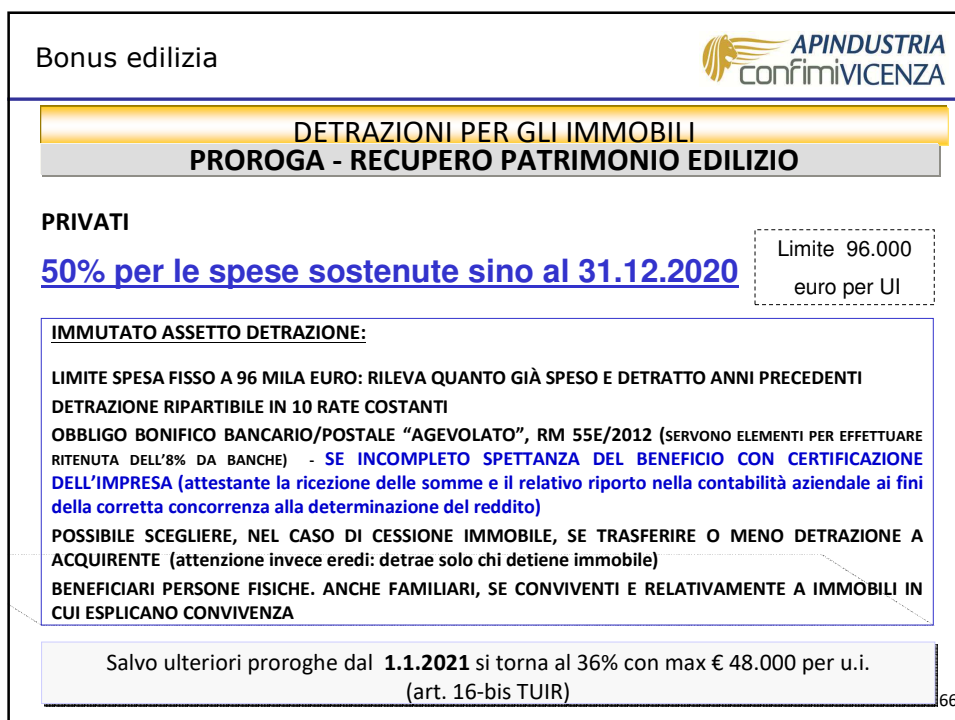 Bonus edilizia
APINDUSTRIA
confimiVICENZA
DETRAZIONI PER GLI IMMOBILI
PROROGA - RECUPERO PATRIMONIO EDILIZIO
PRIVATI
50% per le spese sostenute sino al 31.12.2020
Limite 96.000
euro per UI
IMMUTATO ASSETTO DETRAZIONE:
LIMITE SPESA FISSO A 96 MILA EURO: RILEVA QUANTO GIÀ SPESO E DETRATTO ANNI PRECEDENTI
DETRAZIONE RIPARTIBILE IN 10 RATE COSTANTI
OBBLIGO BONIFICO BANCARIO/POSTALE “AGEVOLATO”, RM 55E/2012 (SERVONO ELEMENTI PER EFFETTUARE
RITENUTA DELL’8% DA BANCHE) - SE INCOMPLETO SPETTANZA DEL BENEFICIO CON CERTIFICAZIONE
DELL’IMPRESA (attestante la ricezione delle somme e il relativo riporto nella contabilità aziendale ai fini
della corretta concorrenza alla determinazione del reddito)
POSSIBILE SCEGLIERE, NEL CASO DI CESSIONE IMMOBILE, SE TRASFERIRE O MENO DETRAZIONE A
ACQUIRENTE (attenzione invece eredi: detrae solo chi detiene immobile)
BENEFICIARI PERSONE FISICHE. ANCHE FAMILIARI, SE CONVIVENTI E RELATIVAMENTE A IMMOBILI IN
CUI ESPLICANO CONVIVENZA
Salvo ulteriori proroghe dal 1.1.2021 si torna al 36% con max € 48.000 per u.i.
(art. 16-bis TUIR)
66